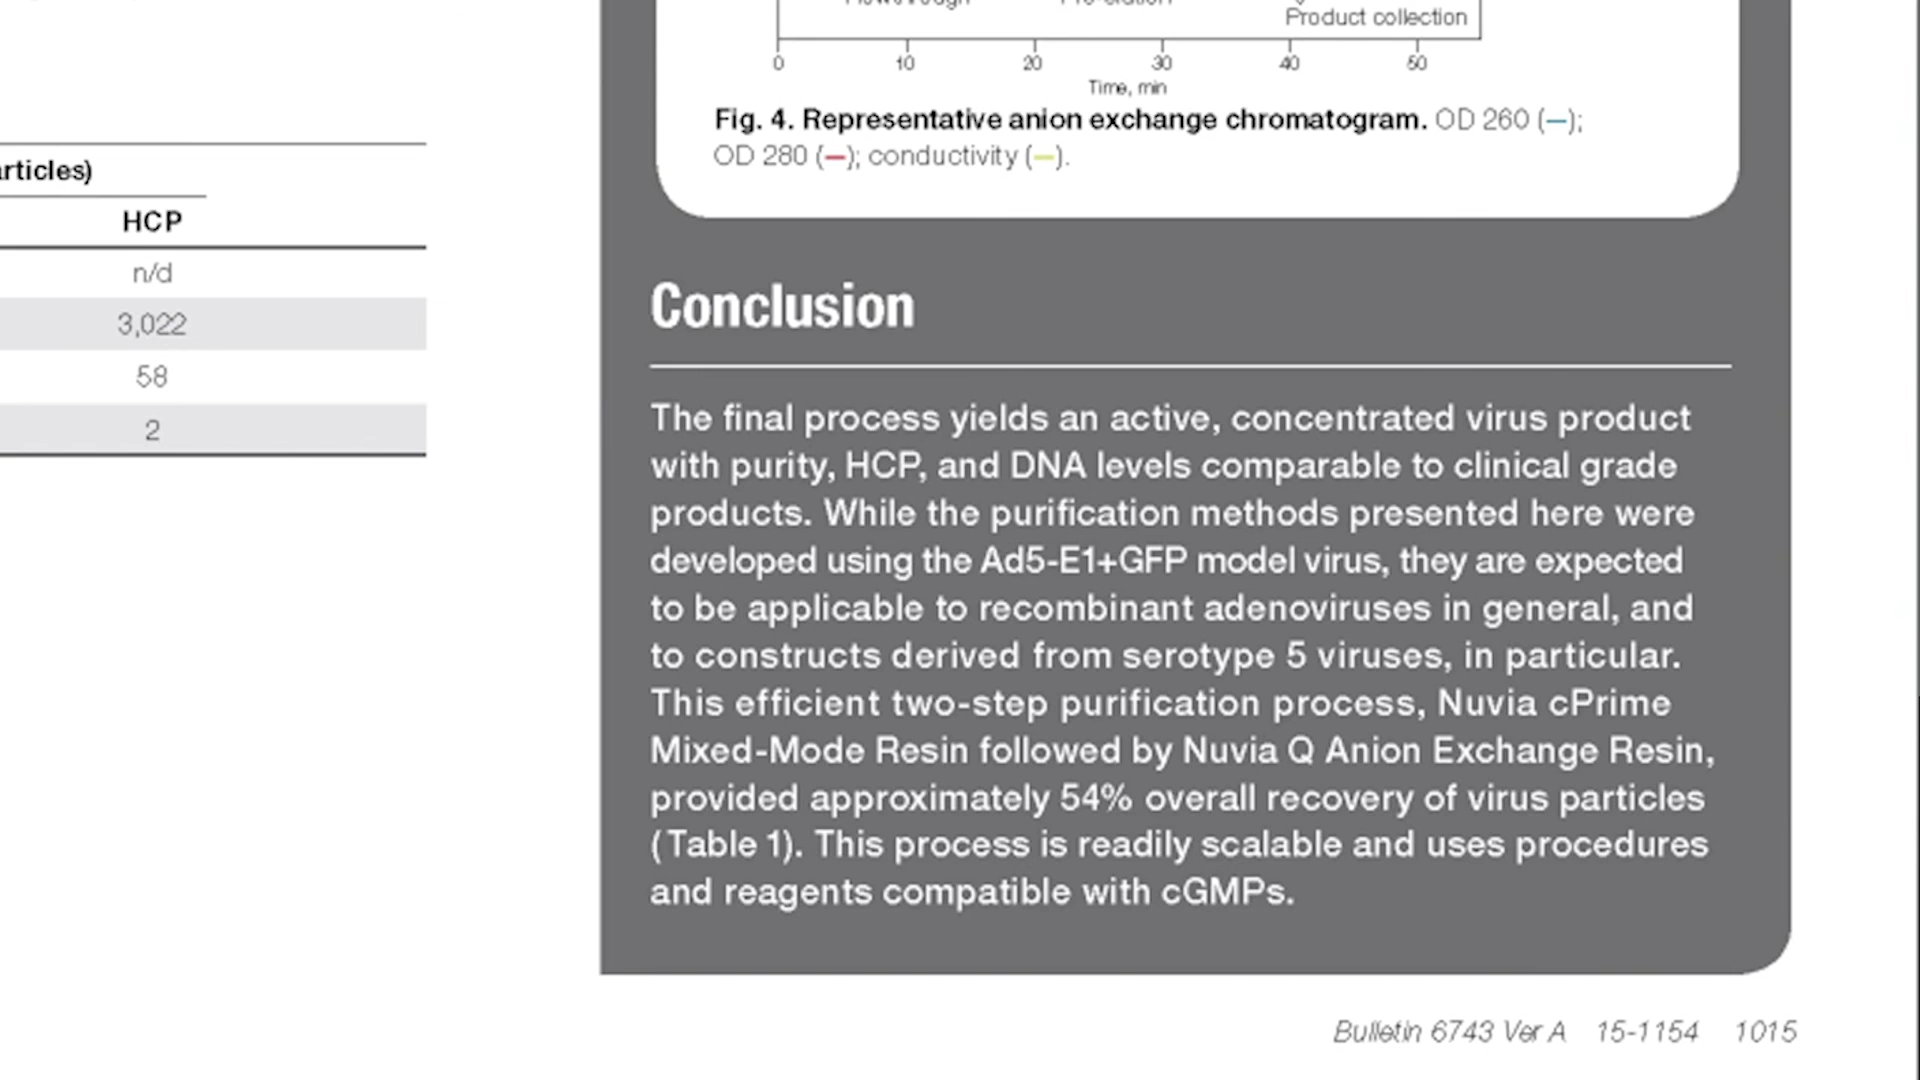 Product collection
0 10 20 30 40 50
Time, min
Fig. 4. Representative anion exchange chromatogram. OD 260 (—);
OD 280 (—); conductivity (—).
HCP
n/d
3,022
58
2
Conclusion
The final process yields an active, concentrated virus product
with purity, HCP, and DNA levels comparable to clinical grade
products. While the purification methods presented here were
developed using the Ad5-E1+GFP model virus, they are expected
to be applicable to recombinant adenoviruses in general, and
to constructs derived from serotype 5 viruses, in particular.
This efficient two-step purification process, Nuvia cPrime
Mixed-Mode Resin followed by Nuvia Q Anion Exchange Resin,
provided approximately 54% overall recovery of virus particles
(Table 1). This process is readily scalable and uses procedures
and reagents compatible with cGMPs.
Bulletin 6743 Ver A 15-1154 1015